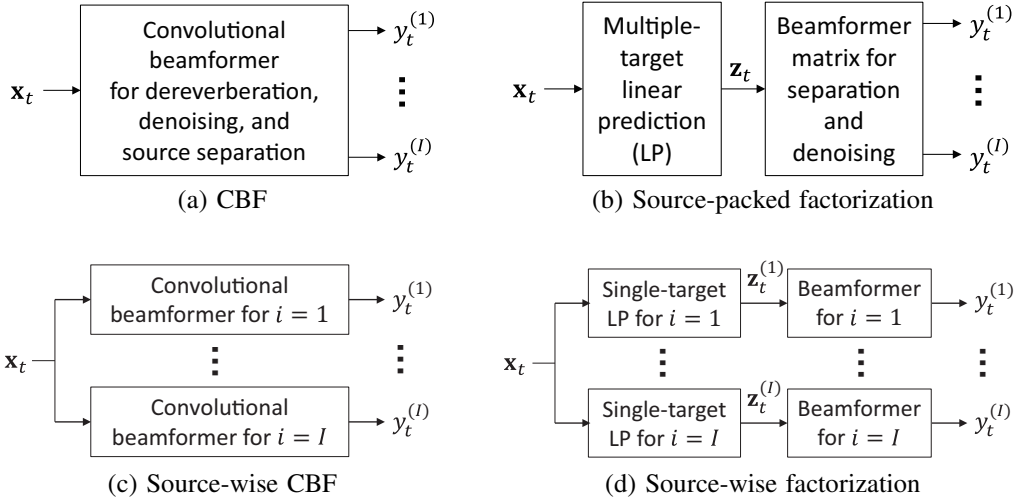 x_t
Convolutional
beamformer
for dereverberation,
denoising, and
source separation
y_t^{(1)}
⋮
y_t^{(I)}
(a) CBF
x_t
Multiple-
target
linear
prediction
(LP)
z_t
Beamformer
matrix for
separation
and
denoising
y_t^{(1)}
⋮
y_t^{(I)}
(b) Source-packed factorization
x_t
Convolutional
beamformer for i = 1
y_t^{(1)}
⋮
⋮
Convolutional
beamformer for i = I
y_t^{(I)}
(c) Source-wise CBF
x_t
Single-target
LP for i = 1
z_t^{(1)}
Beamformer
for i = 1
y_t^{(1)}
⋮
⋮
⋮
Single-target
LP for i = I
z_t^{(I)}
Beamformer
for i = I
y_t^{(I)}
(d) Source-wise factorization